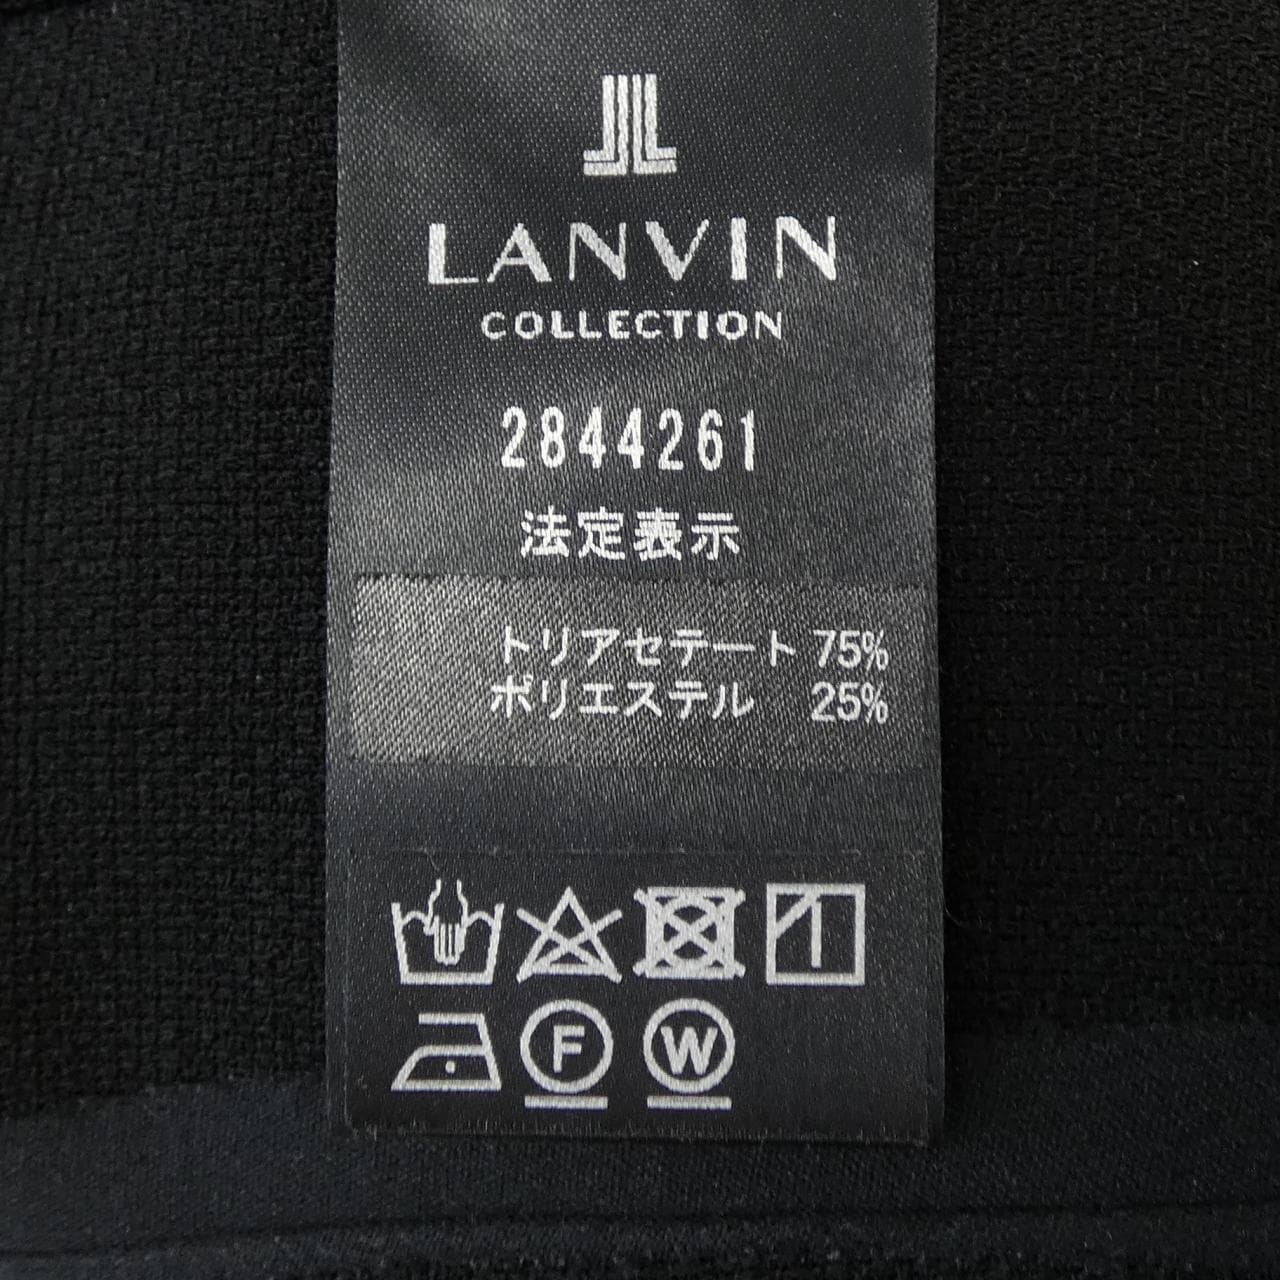 LANVIN
COLLECTION
2844261
法定表示
トリアセテート 75%
ポリエステル 25%
F W